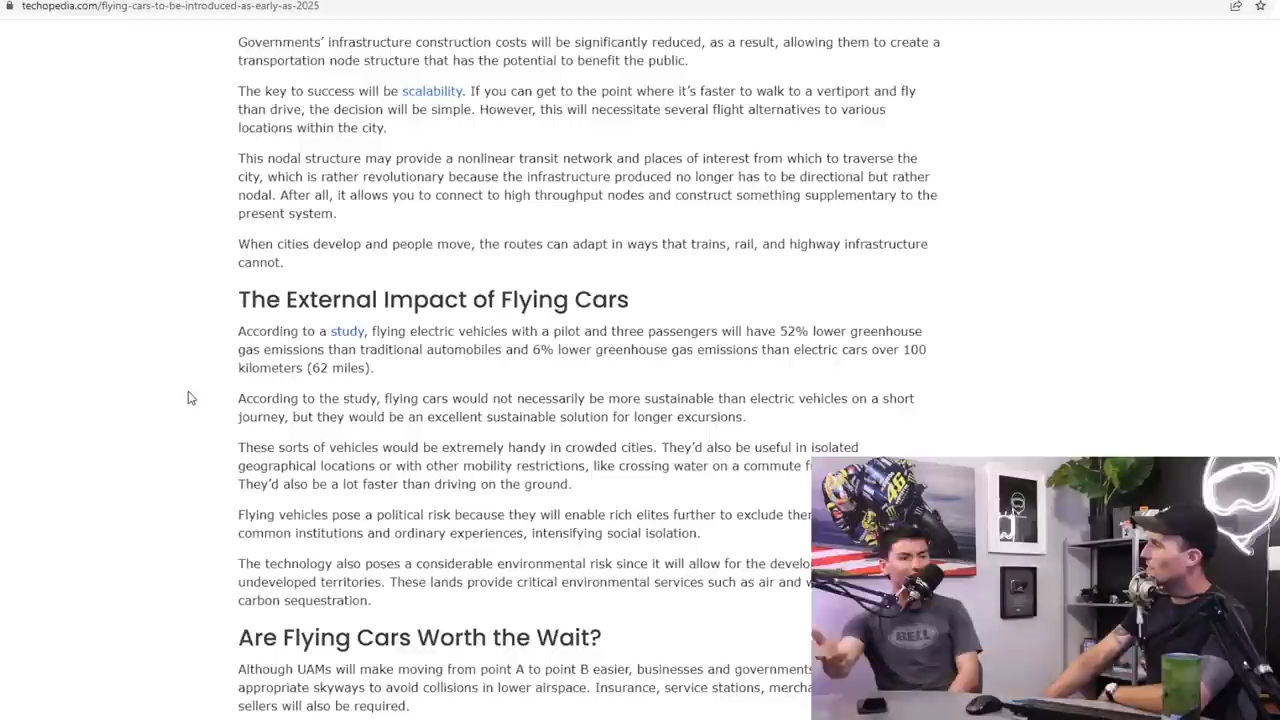 techopedia.com/flying-cars-to-be-introduced-as-early-as-2025
Governments' infrastructure construction costs will be significantly reduced, as a result, allowing them to create a
transportation node structure that has the potential to benefit the public.
The key to success will be scalability. If you can get to the point where it's faster to walk to a vertiport and fly
than drive, the decision will be simple. However, this will necessitate several flight alternatives to various
locations within the city.
This nodal structure may provide a nonlinear transit network and places of interest from which to traverse the
city, which is rather revolutionary because the infrastructure produced no longer has to be directional but rather
nodal. After all, it allows you to connect to high throughput nodes and construct something supplementary to the
present system.
When cities develop and people move, the routes can adapt in ways that trains, rail, and highway infrastructure
cannot.
The External Impact of Flying Cars
According to a study, flying electric vehicles with a pilot and three passengers will have 52% lower greenhouse
gas emissions than traditional automobiles and 6% lower greenhouse gas emissions than electric cars over 100
kilometers (62 miles).
According to the study, flying cars would not necessarily be more sustainable than electric vehicles on a short
journey, but they would be an excellent sustainable solution for longer excursions.
These sorts of vehicles would be extremely handy in crowded cities. They'd also be useful in isolated
geographical locations or with other mobility restrictions, like crossing water on a commute
They'd also be a lot faster than driving on the ground.
Flying vehicles pose a political risk because they will enable rich elites further to exclude
common institutions and ordinary experiences, intensifying social isolation.
The technology also poses a considerable environmental risk since it will allow for the
undeveloped territories. These lands provide critical environmental services such as air and
carbon sequestration.
Are Flying Cars Worth the Wait?
Although UAMs will make moving from point A to point B easier, businesses and governments
appropriate skyways to avoid collisions in lower airspace. Insurance, service stations,
sellers will also be required.
46
BELL